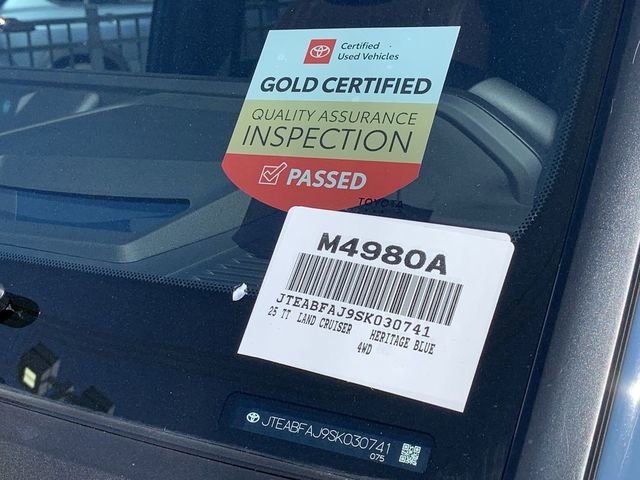 Certified
Used Vehicles
GOLD CERTIFIED
QUALITY ASSURANCE
INSPECTION
PASSED
TOYOTA
M4980A
JTEABFAJ9SK030741
25 TT LAND CRUISER HERITAGE BLUE
4WD
JTEABFAJ9SK030741
075